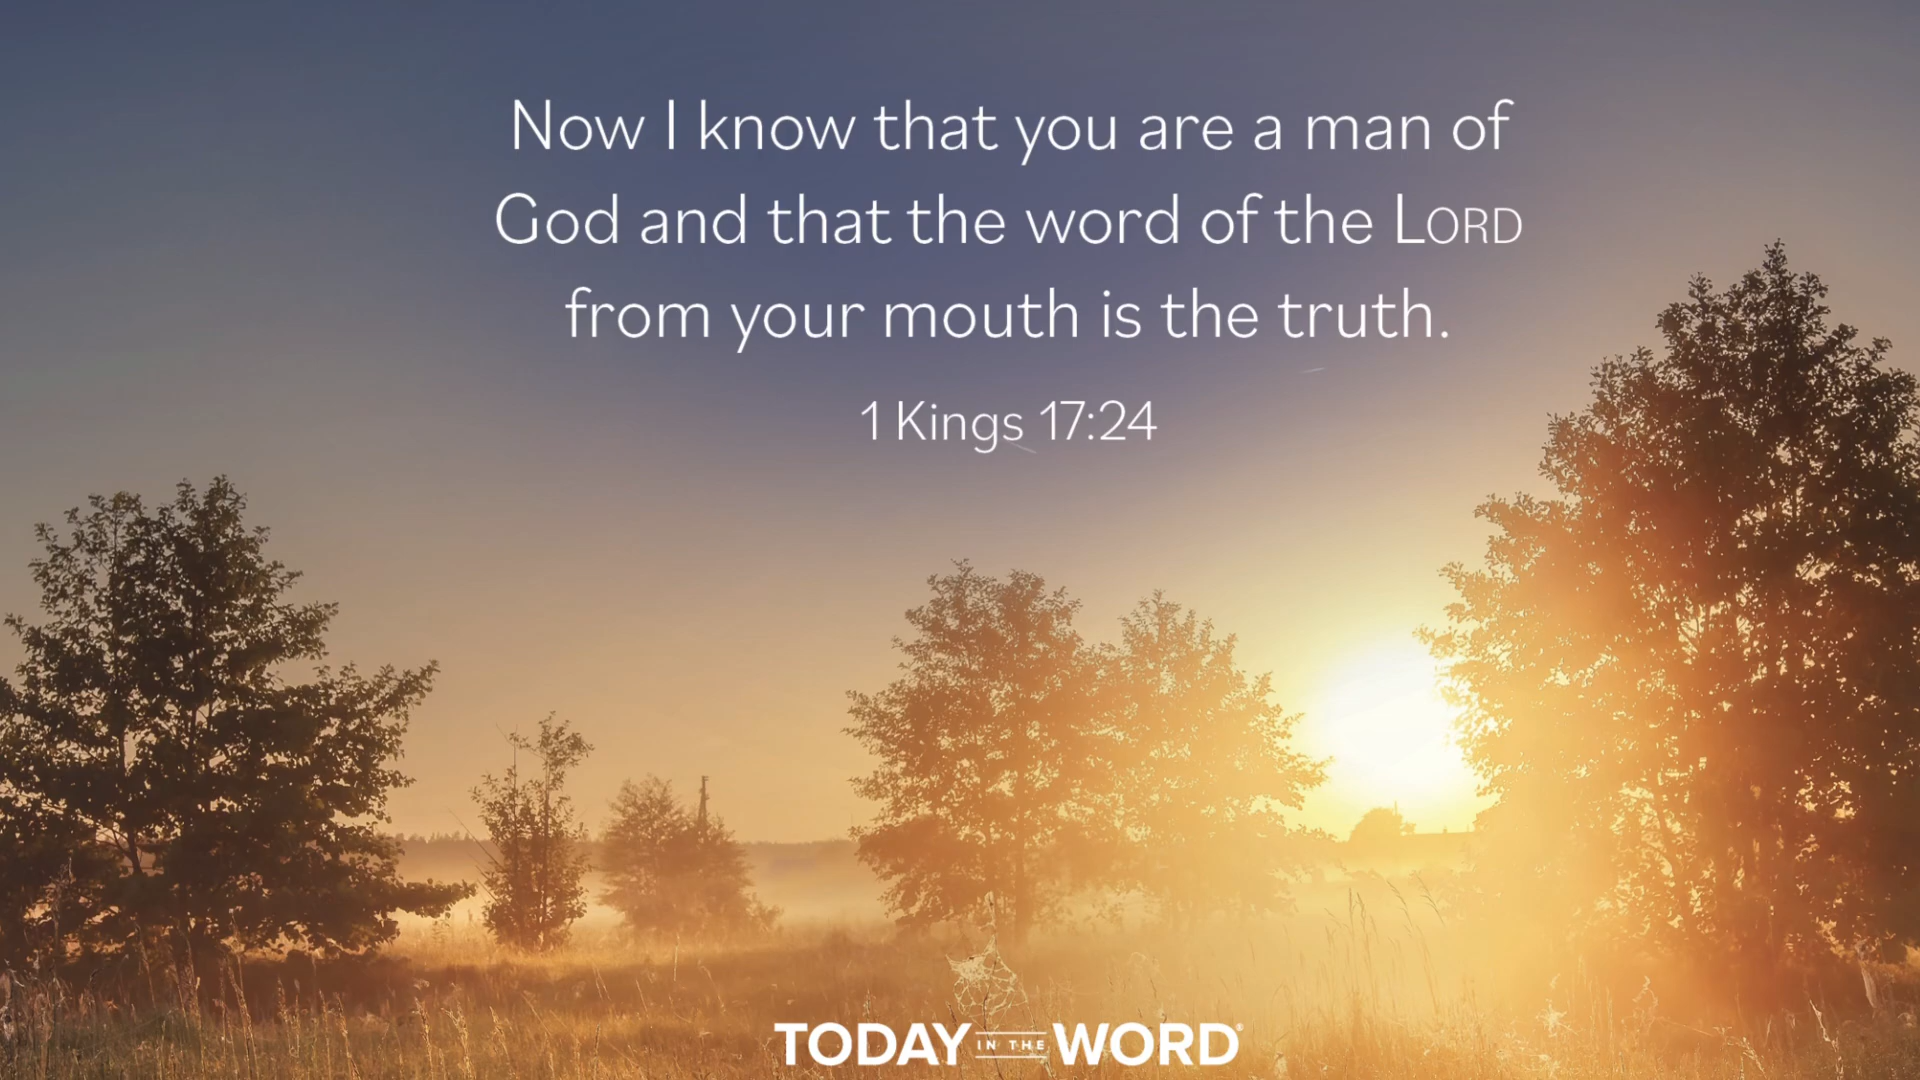 Now I know that you are a man of
God and that the word of the LORD
from your mouth is the truth.
1 Kings 17:24
TODAY IN THE WORD®